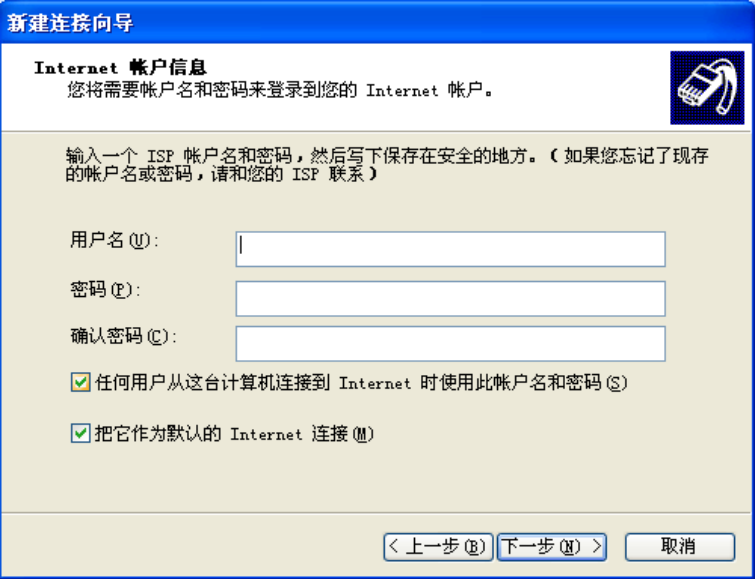 新建连接向导
Internet 帐户信息
您将需要帐户名和密码来登录到您的 Internet 帐户。
输入一个 ISP 帐户名和密码，然后写下保存在安全的地方。（如果您忘记了现存
的帐户名或密码，请和您的 ISP 联系）
用户名(U):
密码(P):
确认密码(C):
任何用户从这台计算机连接到 Internet 时使用此帐户名和密码(S)
把它作为默认的 Internet 连接(M)
< 上一步(B) 下一步(N) > 取消